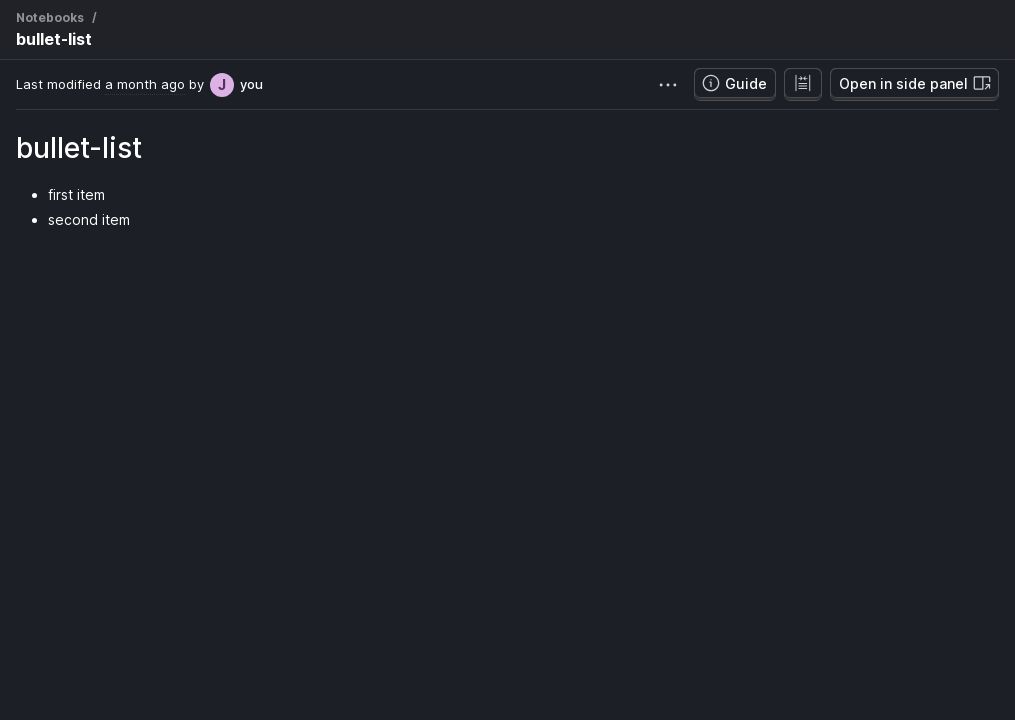 Notebooks /
bullet-list
Last modified a month ago by J you
Guide
Open in side panel
bullet-list
• first item
• second item